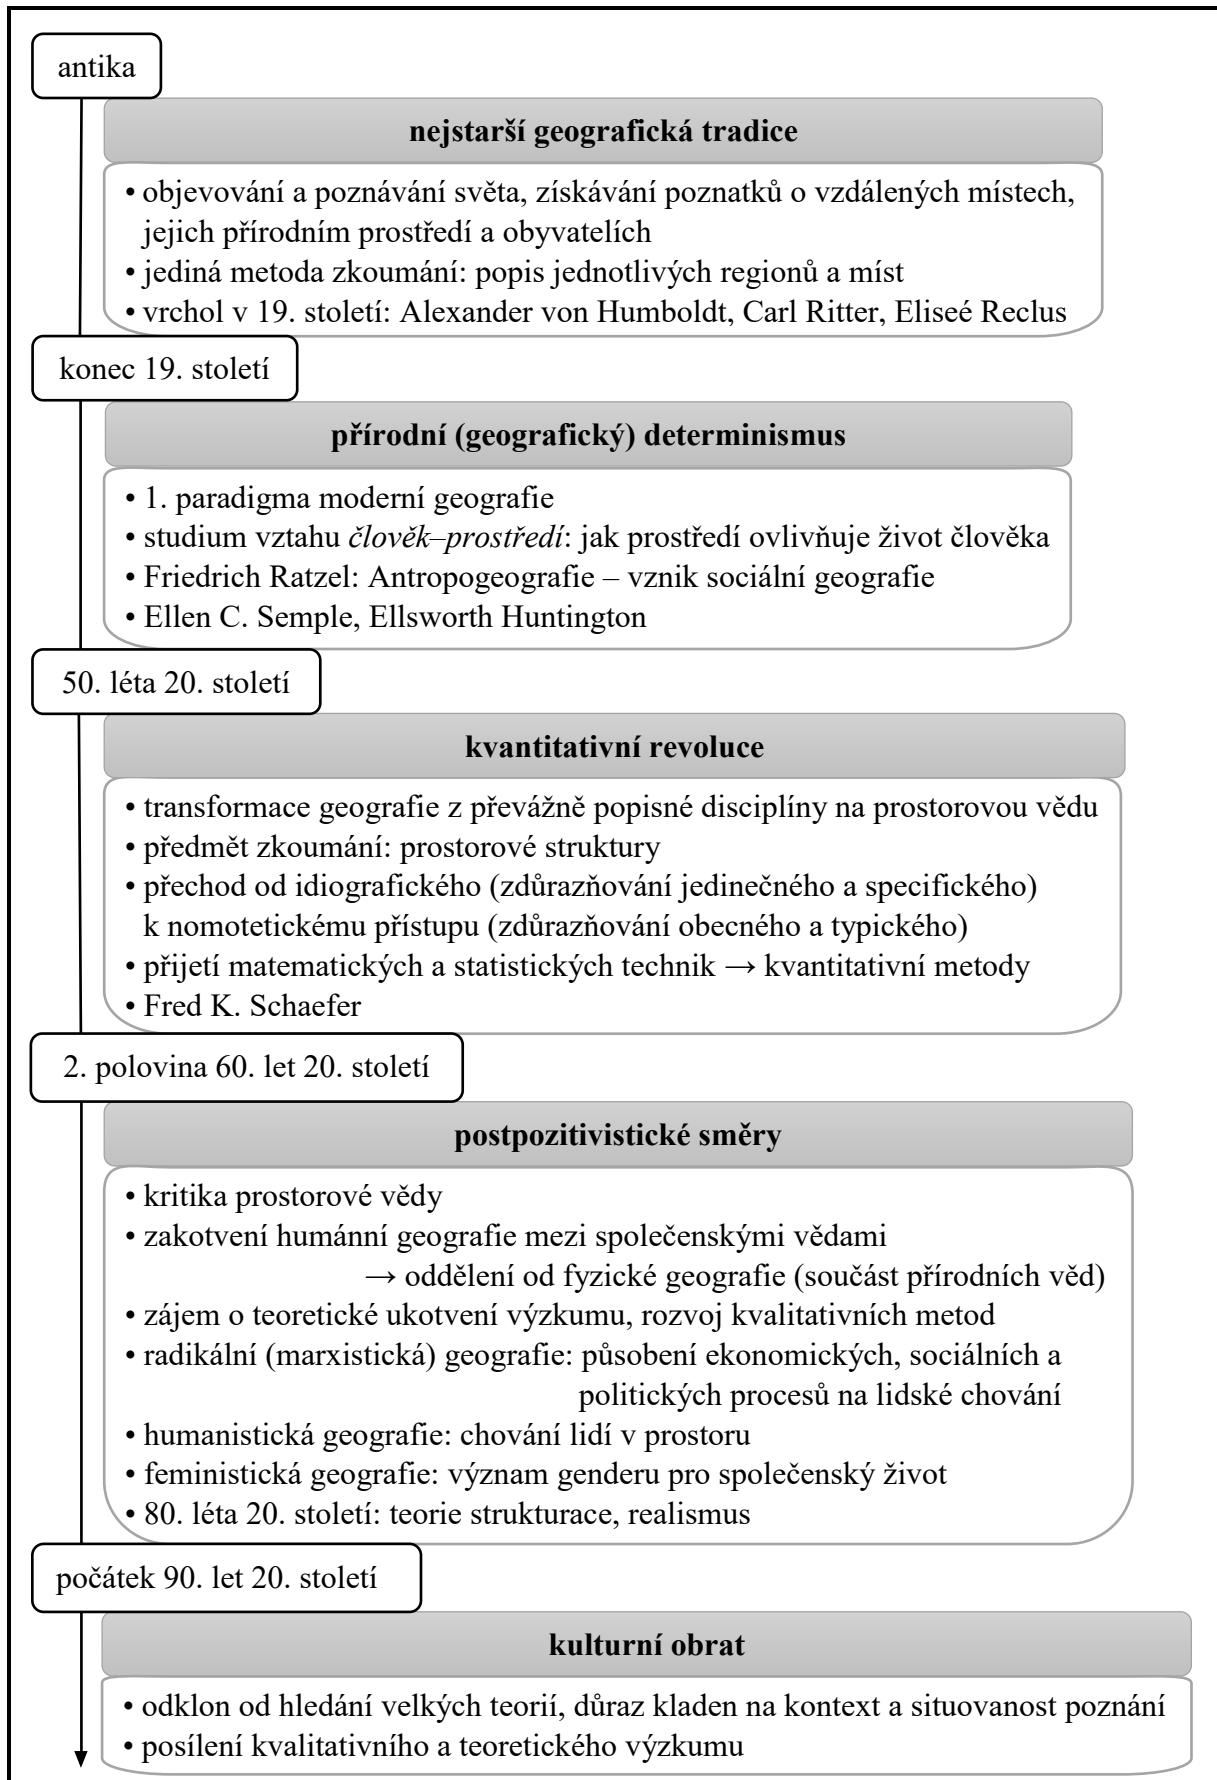 antika
nejstarší geografická tradice
• objevování a poznávání světa, získávání poznatků o vzdálených místech,
jejich přírodním prostředí a obyvatelích
• jediná metoda zkoumání: popis jednotlivých regionů a míst
• vrchol v 19. století: Alexander von Humboldt, Carl Ritter, Eliseé Reclus
konec 19. století
přírodní (geografický) determinismus
• 1. paradigma moderní geografie
• studium vztahu člověk–prostředí: jak prostředí ovlivňuje život člověka
• Friedrich Ratzel: Antropogeografie – vznik sociální geografie
• Ellen C. Semple, Ellsworth Huntington
50. léta 20. století
kvantitativní revoluce
• transformace geografie z převážně popisné disciplíny na prostorovou vědu
• předmět zkoumání: prostorové struktury
• přechod od idiografického (zdůrazňování jedinečného a specifického)
k nomotetickému přístupu (zdůrazňování obecného a typického)
• přijetí matematických a statistických technik → kvantitativní metody
• Fred K. Schaefer
2. polovina 60. let 20. století
postpozitivistické směry
• kritika prostorové vědy
• zakotvení humánní geografie mezi společenskými vědami
→ oddělení od fyzické geografie (součást přírodních věd)
• zájem o teoretické ukotvení výzkumu, rozvoj kvalitativních metod
• radikální (marxistická) geografie: působení ekonomických, sociálních a
politických procesů na lidské chování
• humanistická geografie: chování lidí v prostoru
• feministická geografie: význam genderu pro společenský život
• 80. léta 20. století: teorie strukturace, realismus
počátek 90. let 20. století
kulturní obrat
• odklon od hledání velkých teorií, důraz kladen na kontext a situovanost poznání
• posílení kvalitativního a teoretického výzkumu